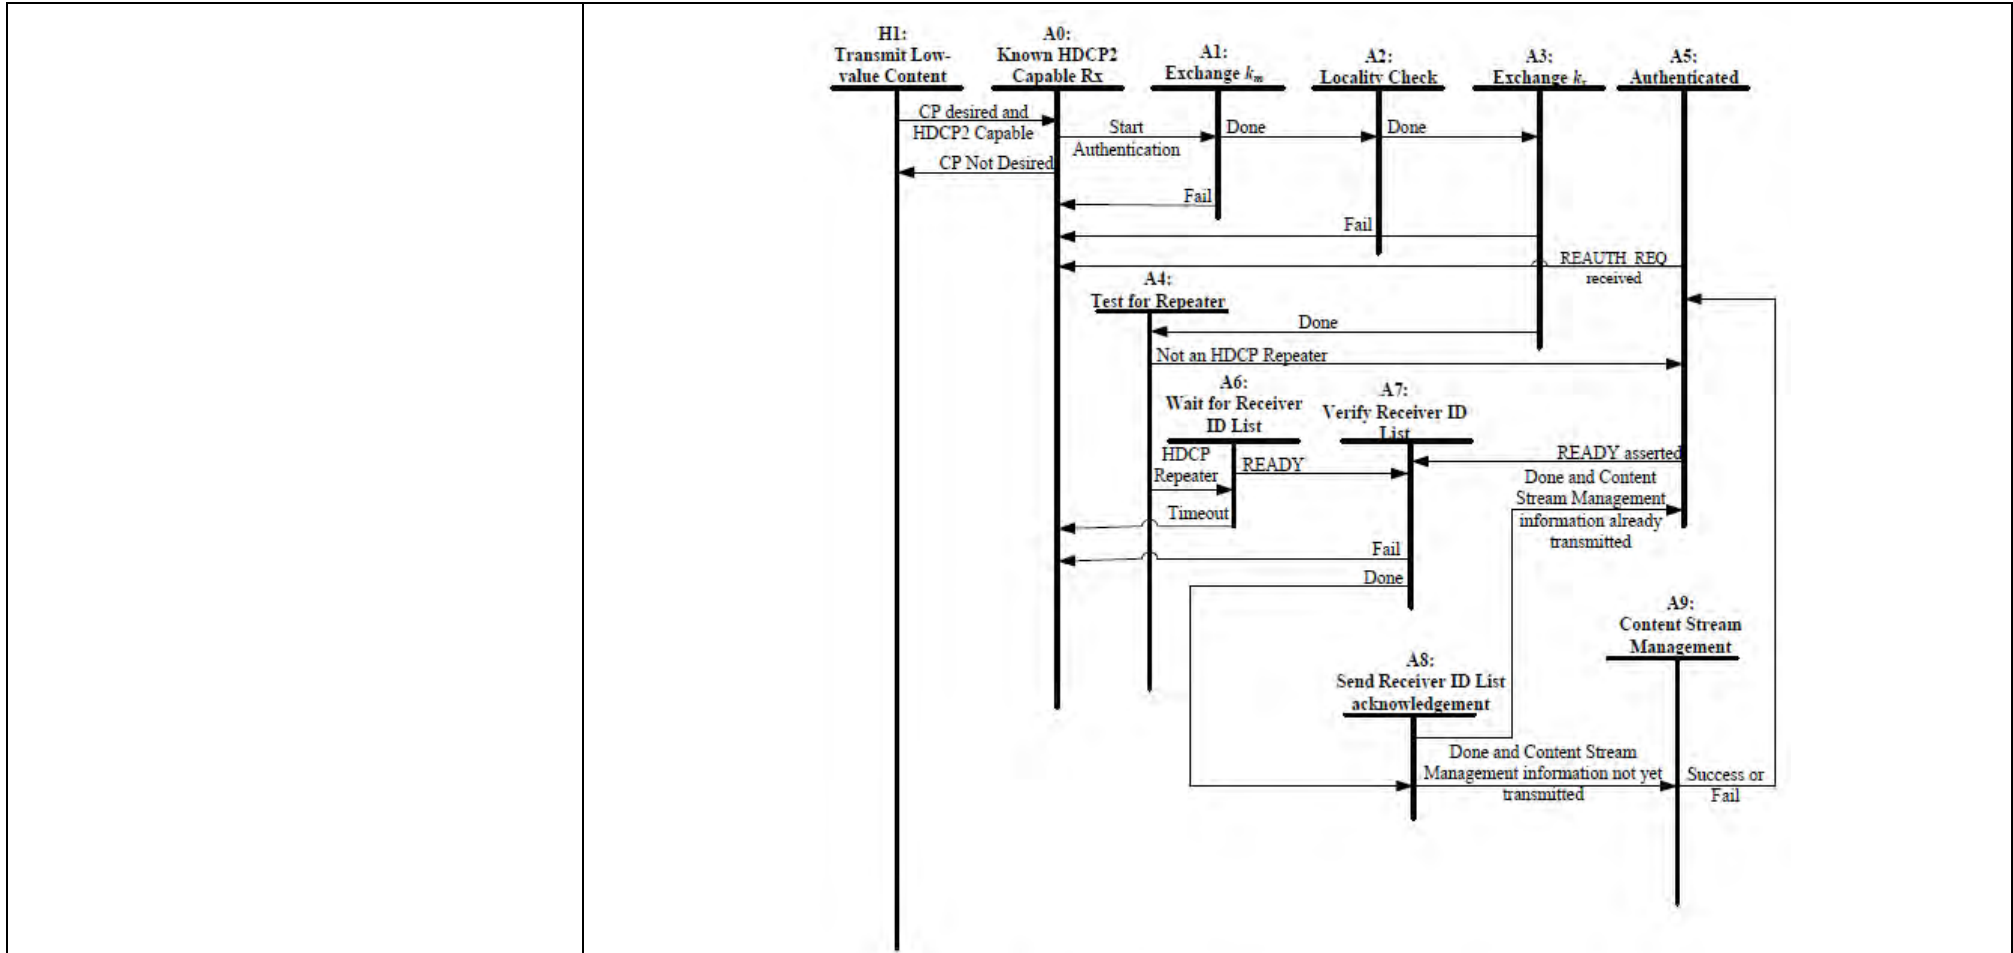 H1:
Transmit Low-
value Content
A0:
Known HDCP2
Capable Rx
A1:
Exchange km
A2:
Locality Check
A3:
Exchange ks
A5:
Authenticated
CP desired and
HDCP2 Capable
Start
Authentication
Done
Done
CP Not Desired
Fail
Fail
REAUTH_REQ
received
A4:
Test for Repeater
Done
Not an HDCP Repeater
A6:
Wait for Receiver
ID List
A7:
Verify Receiver ID
List
HDCP
Repeater
READY
READY asserted
Done and Content
Stream Management
information already
transmitted
Timeout
Fail
Done
A9:
Content Stream
Management
A8:
Send Receiver ID List
acknowledgement
Done and Content Stream
Management information not yet
transmitted
Success or
Fail